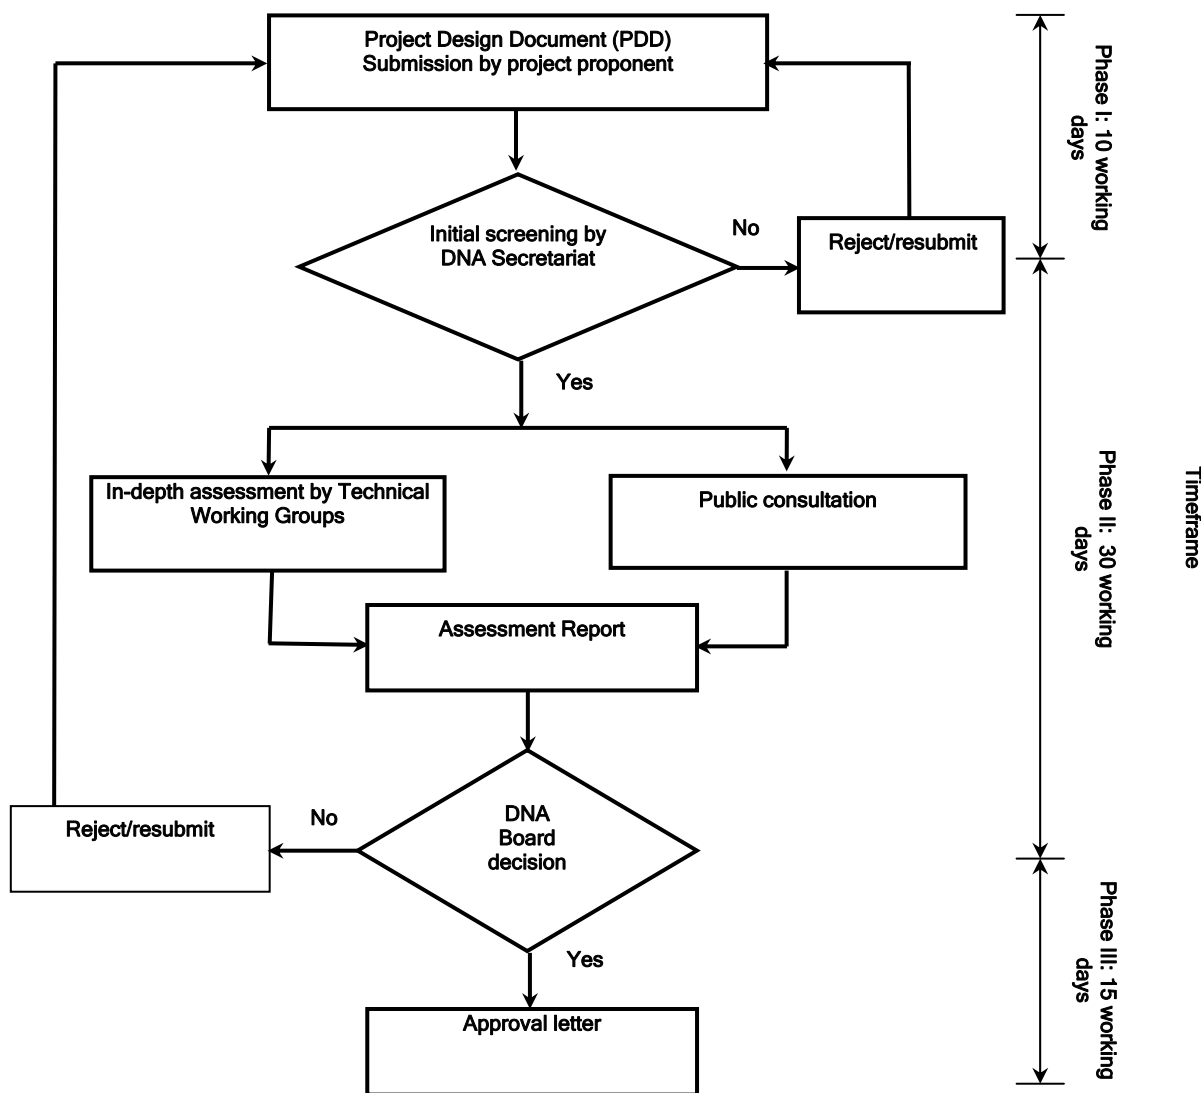 Project Design Document (PDD)
Submission by project proponent
Initial screening by
DNA Secretariat
No
Reject/resubmit
Yes
In-depth assessment by Technical
Working Groups
Public consultation
Assessment Report
DNA
Board
decision
No
Reject/resubmit
Yes
Approval letter
Phase I: 10 working
days
Phase II: 30 working
days
Phase III: 15 working
days
Timeframe